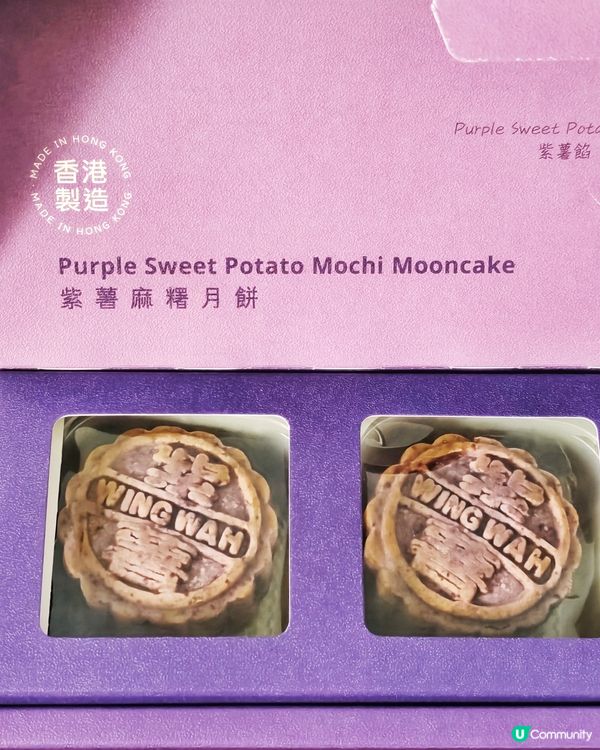 Purple Sweet
紫薯餡
MADE IN HONG KONG
香港
製造
MADE IN HONG KONG
Purple Sweet Potato Mochi Mooncake
紫薯麻糬月餅
紫
WING WAH
薯
紫
WING WAH
薯
U Community